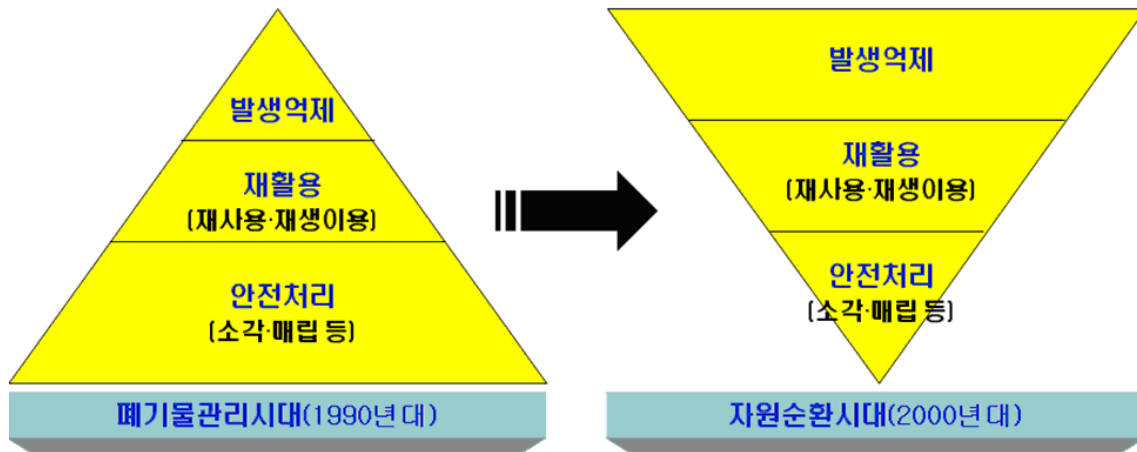 발생억제
재활용
(재사용·재생이용)
안전처리
(소각·매립 등)
폐기물관리시대(1990년대)
발생억제
재활용
(재사용·재생이용)
안전처리
(소각·매립 등)
자원순환시대(2000년대)